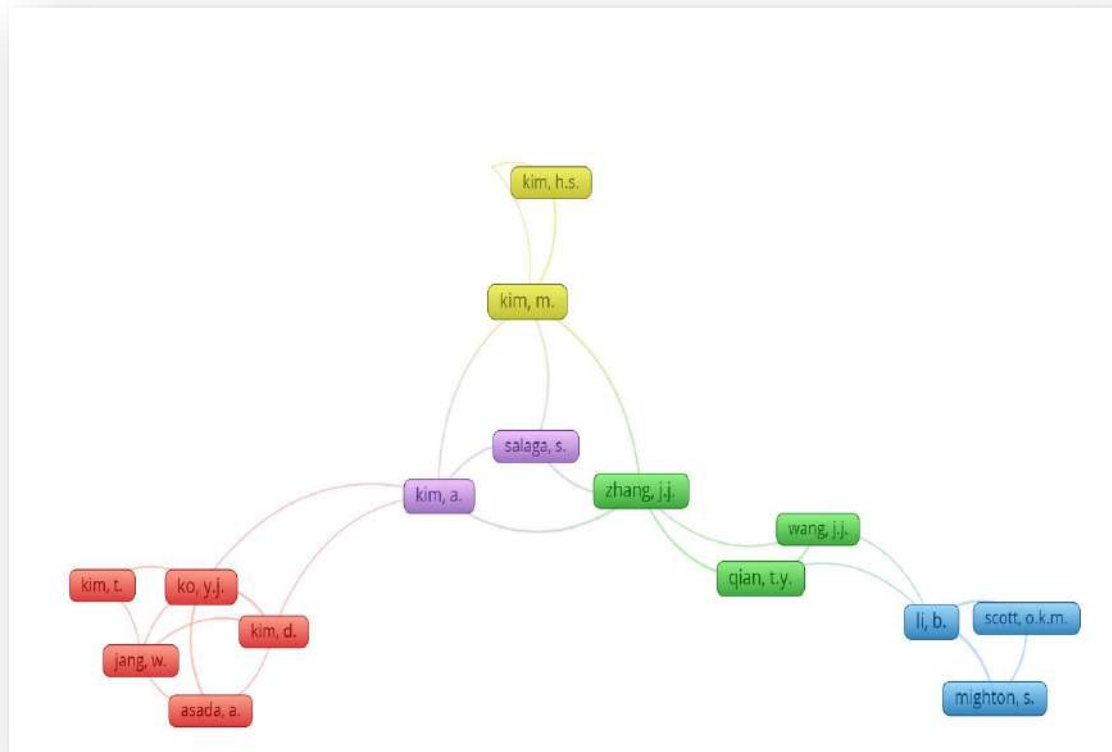 kim, h.s.
kim, m.
salaga, s.
kim, a.
zhang, j.j.
wang, j.j.
qian, t.y.
kim, t.
ko, y.j.
kim, d.
li, b.
scott, o.k.m.
jang, w.
mighton, s.
asada, a.